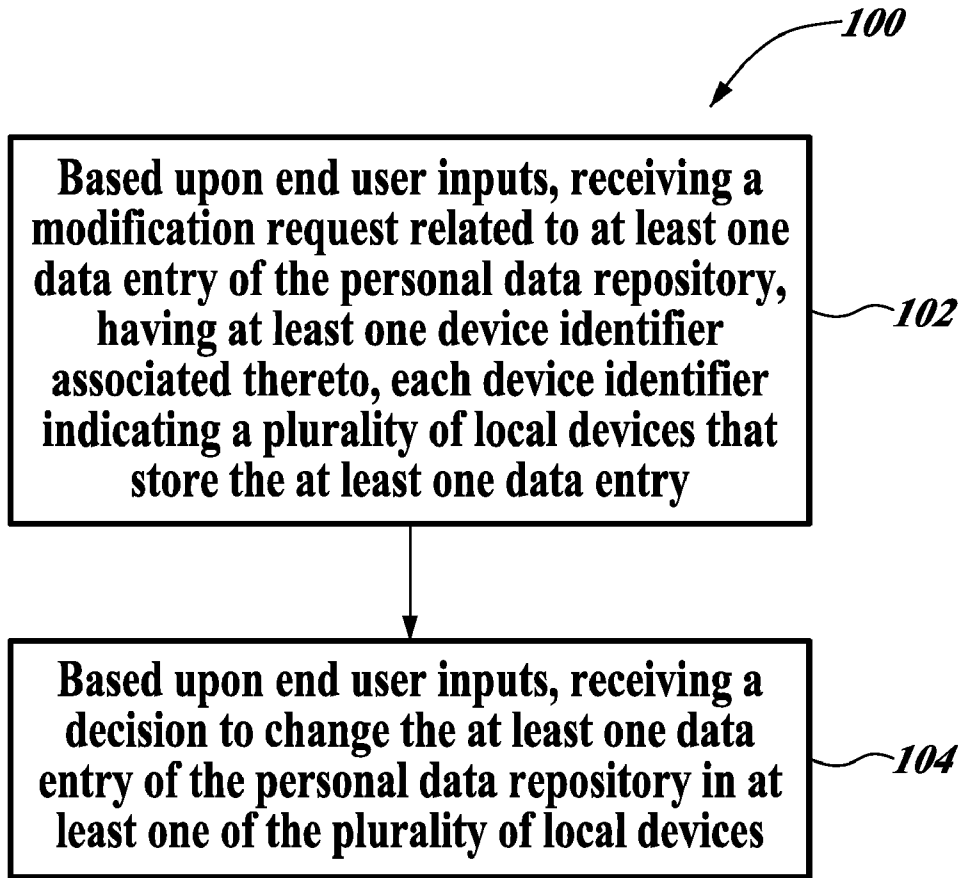 100
Based upon end user inputs, receiving a
modification request related to at least one
data entry of the personal data repository,
having at least one device identifier
associated thereto, each device identifier
indicating a plurality of local devices that
store the at least one data entry
102
Based upon end user inputs, receiving a
decision to change the at least one data
entry of the personal data repository in at
least one of the plurality of local devices
104